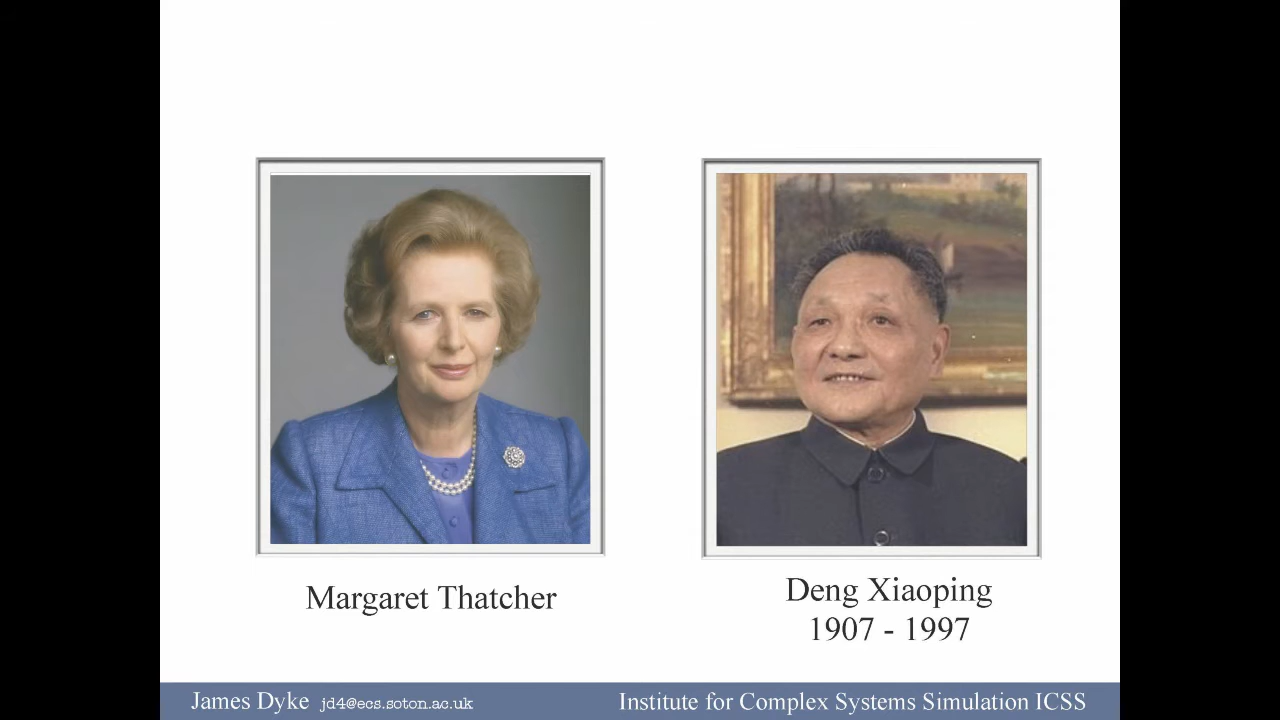 Margaret Thatcher
Deng Xiaoping
1907 - 1997
James Dyke jd4@ecs.soton.ac.uk
Institute for Complex Systems Simulation ICSS